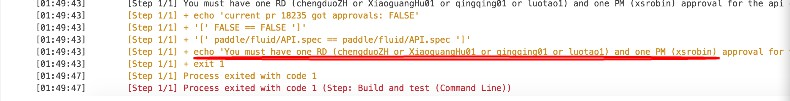 [01:49:43] [Step 1/1] You must have one RD (chengduoZH or XiaoguangHu01 or qingqing01 or luotao1) and one PM (xsrobin) approval for the api
[01:49:43] [Step 1/1] + echo 'current pr 18235 got approvals: FALSE'
[01:49:43] [Step 1/1] + '[' FALSE == FALSE ']'
[01:49:43] [Step 1/1] + '[' paddle/fluid/API.spec == paddle/fluid/API.spec ']'
[01:49:43] [Step 1/1] + echo 'You must have one RD (chengduoZH or XiaoguangHu01 or qingqing01 or luotao1) and one PM (xsrobin) approval for
[01:49:43] [Step 1/1] + exit 1
[01:49:47] [Step 1/1] Process exited with code 1
[01:49:47] [Step 1/1] Process exited with code 1 (Step: Build and test (Command Line))